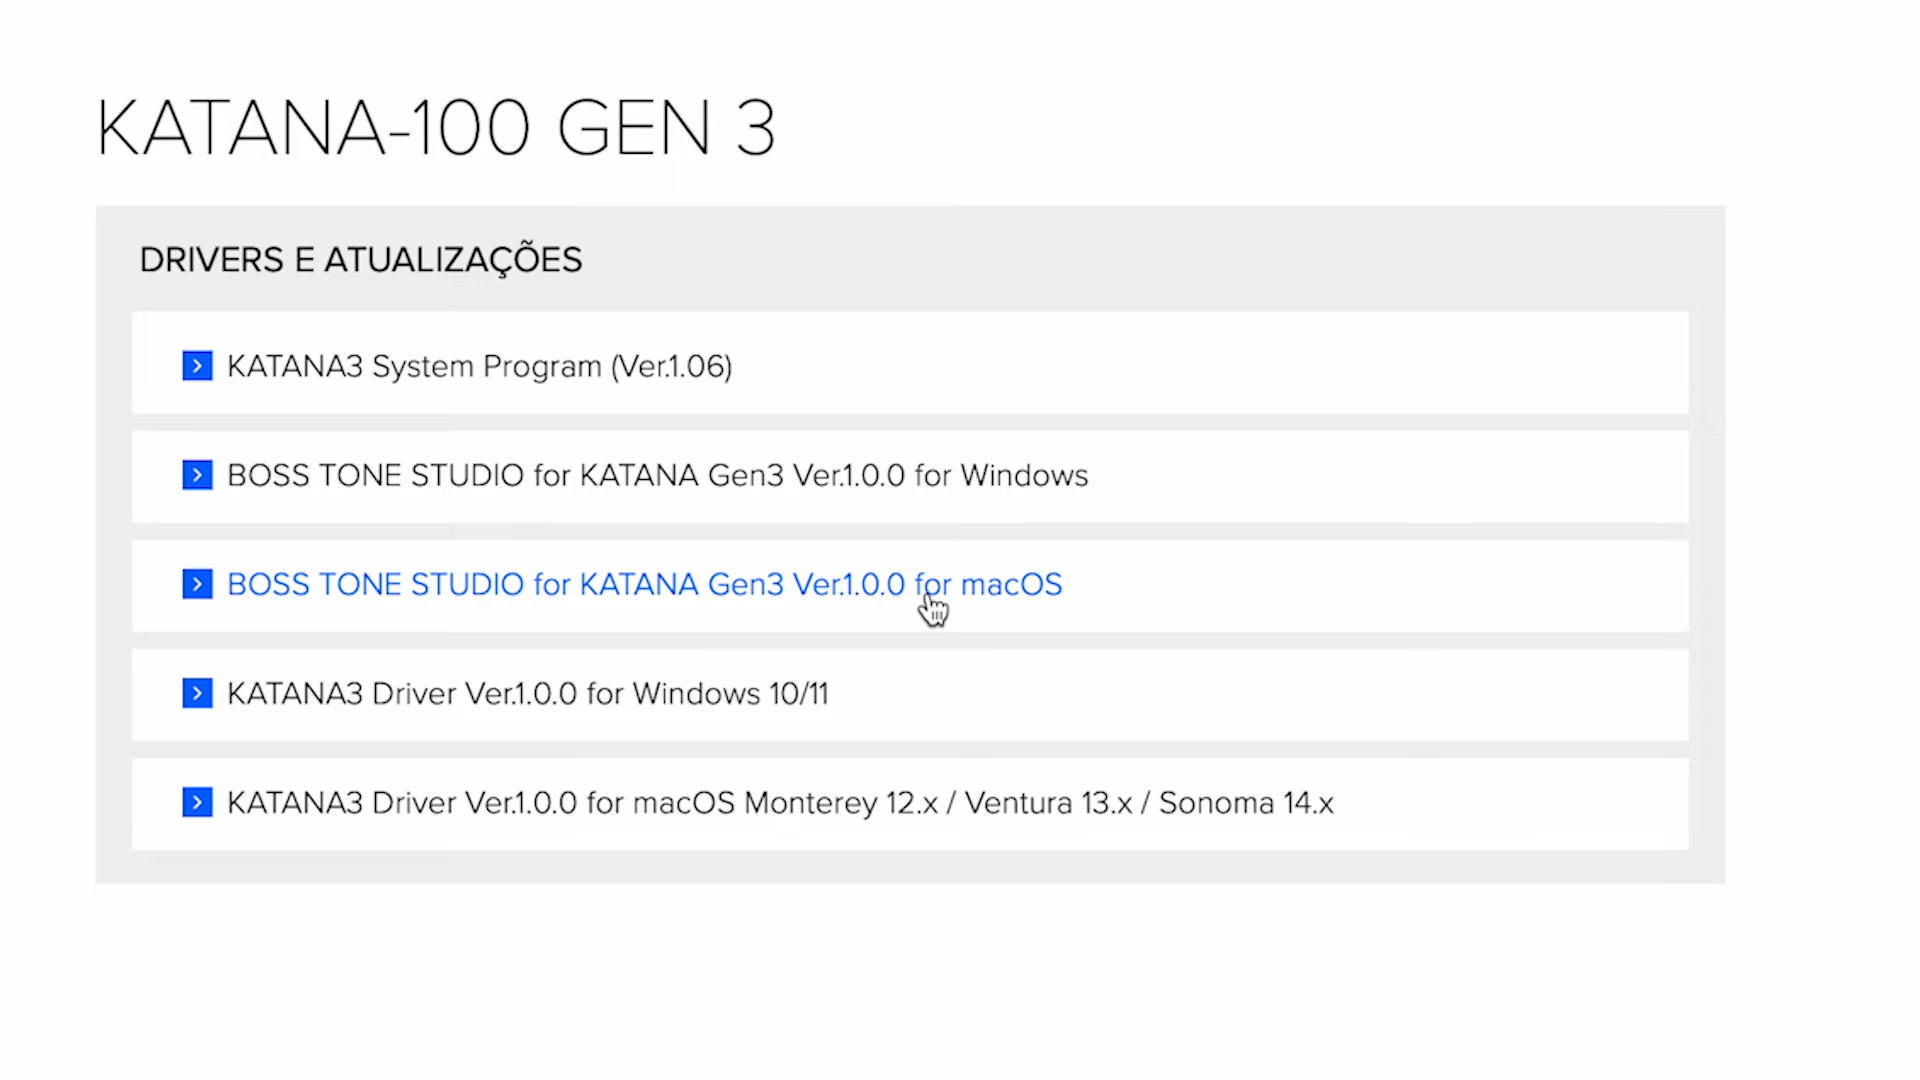 KATANA-100 GEN 3
DRIVERS E ATUALIZAÇÕES
KATANA3 System Program (Ver.1.06)
BOSS TONE STUDIO for KATANA Gen3 Ver.1.0.0 for Windows
BOSS TONE STUDIO for KATANA Gen3 Ver.1.0.0 for macOS
KATANA3 Driver Ver.1.0.0 for Windows 10/11
KATANA3 Driver Ver.1.0.0 for macOS Monterey 12.x / Ventura 13.x / Sonoma 14.x